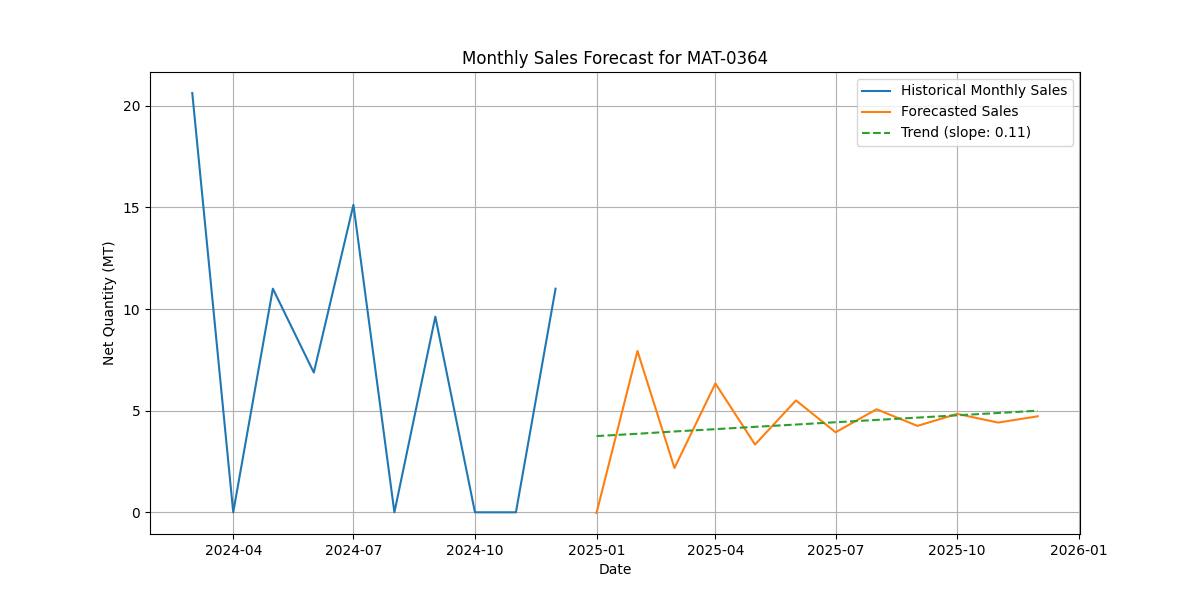 Monthly Sales Forecast for MAT-0364
Historical Monthly Sales
Forecasted Sales
Trend (slope: 0.11)
Net Quantity (MT)
20
15
10
5
0
2024-04 2024-07 2024-10 2025-01 2025-04 2025-07 2025-10 2026-01
Date